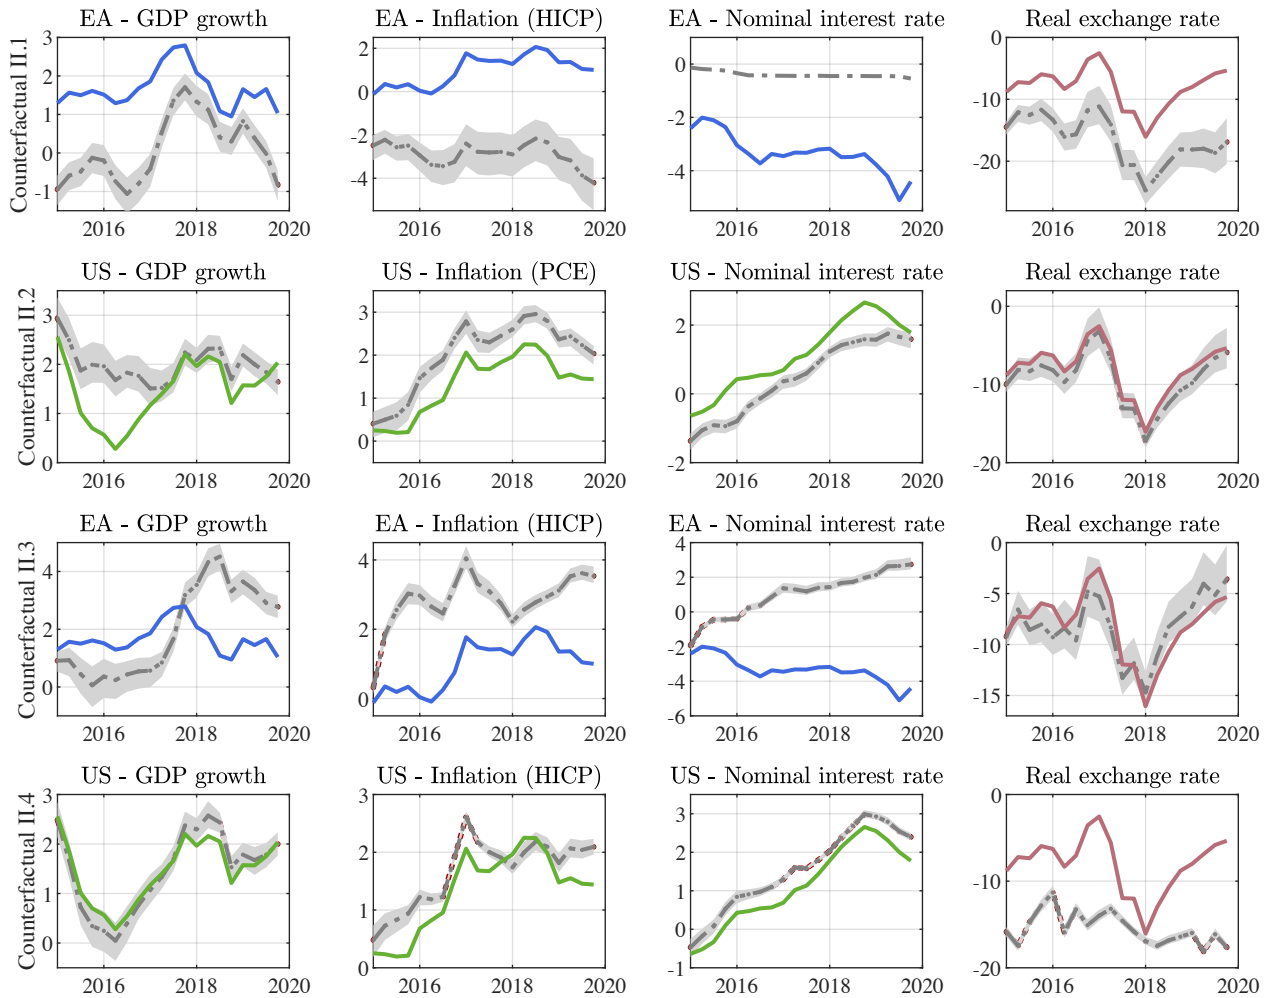 EA - GDP growth EA - Inflation (HICP) EA - Nominal interest rate Real exchange rate
Counterfactual II.1
3 2 1 0 -1
2 0 -2 -4
0 -2 -4
0 -10 -20
2016 2018 2020 2016 2018 2020 2016 2018 2020 2016 2018 2020
US - GDP growth US - Inflation (PCE) US - Nominal interest rate Real exchange rate
Counterfactual II.2
3 2 1 0
3 2 1 0
2 0 -2
0 -10 -20
2016 2018 2020 2016 2018 2020 2016 2018 2020 2016 2018 2020
EA - GDP growth EA - Inflation (HICP) EA - Nominal interest rate Real exchange rate
Counterfactual II.3
4 2 0
4 2 0
4 2 0 -2 -4 -6
0 -5 -10 -15
2016 2018 2020 2016 2018 2020 2016 2018 2020 2016 2018 2020
US - GDP growth US - Inflation (HICP) US - Nominal interest rate Real exchange rate
Counterfactual II.4
3 2 1 0
3 2 1 0
3 2 1 0 -1
0 -10 -20
2016 2018 2020 2016 2018 2020 2016 2018 2020 2016 2018 2020